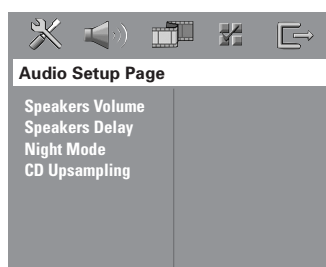 Audio Setup Page
Speakers Volume
Speakers Delay
Night Mode
CD Upsampling